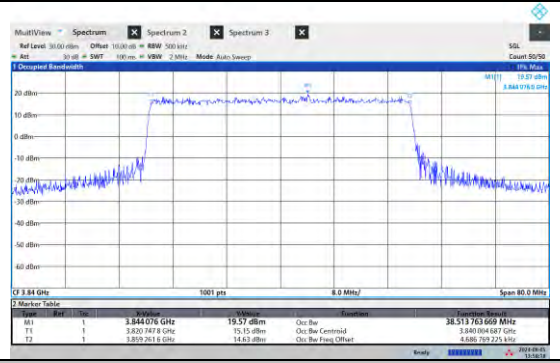 MultiView Spectrum Spectrum 2 Spectrum 3
Ref Level 30.00 dBm Offset 10.00 dB RBW 500 kHz SGL
Att 30 dB SWT 100 ms VBW 2 MHz Mode Auto Sweep Count 50/50
1 Occupied Bandwidth
M1[1] 19.57 dBm
3.844 076 0 GHz
20 dBm
10 dBm
0 dBm
-10 dBm
-20 dBm
-30 dBm
-40 dBm
-50 dBm
-60 dBm
CF 3.84 GHz 1001 pts 8.0 MHz/ Span 80.0 MHz
2 Marker Table
Type Ref Trc X-Value Y-Value Function Function Result
M1 1 3.844076 GHz 19.57 dBm Occ Bw 38.513 763 669 MHz
T1 1 3.820 747 8 GHz 15.15 dBm Occ Bw Centroid 3.840 004 687 GHz
T2 1 3.859 261 6 GHz 14.63 dBm Occ Bw Freq Offset 4.686 769 225 kHz
Ready